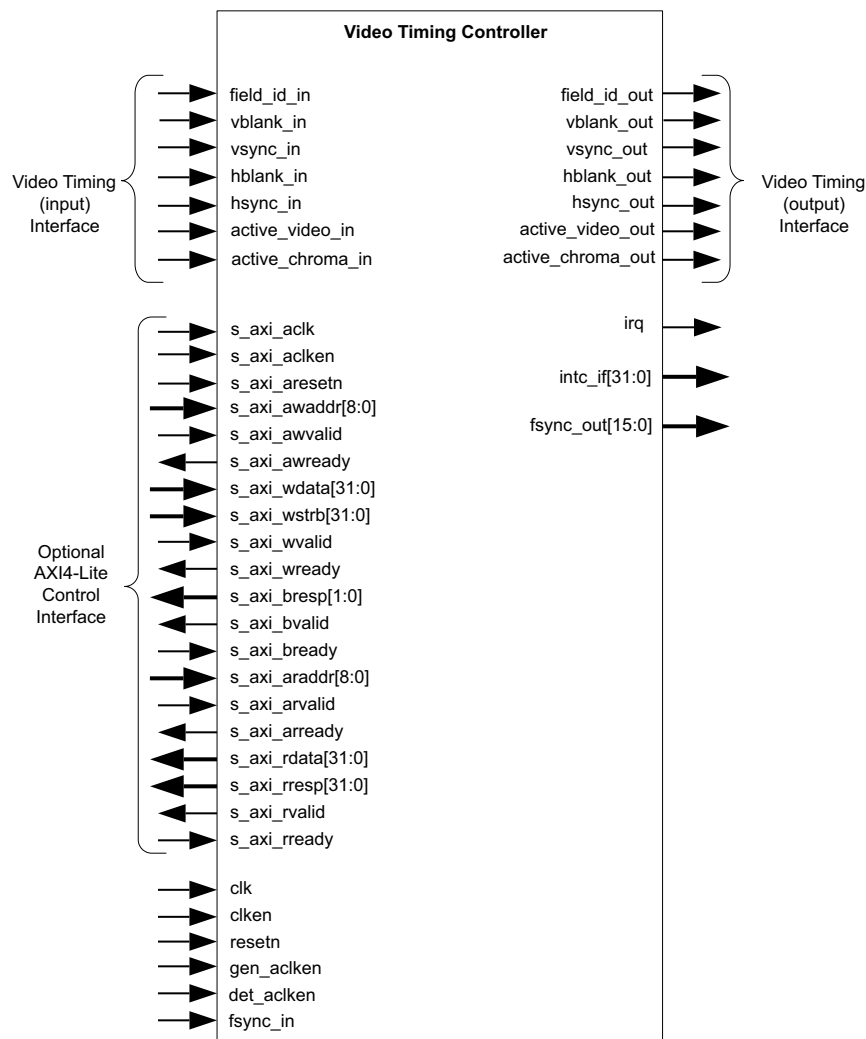 Video Timing Controller
Video Timing
(input)
Interface
field_id_in
vblank_in
vsync_in
hblank_in
hsync_in
active_video_in
active_chroma_in
field_id_out
vblank_out
vsync_out
hblank_out
hsync_out
active_video_out
active_chroma_out
Video Timing
(output)
Interface
Optional
AXI4-Lite
Control
Interface
s_axi_aclk
s_axi_aclken
s_axi_aresetn
s_axi_awaddr[8:0]
s_axi_awvalid
s_axi_awready
s_axi_wdata[31:0]
s_axi_wstrb[31:0]
s_axi_wvalid
s_axi_wready
s_axi_bresp[1:0]
s_axi_bvalid
s_axi_bready
s_axi_araddr[8:0]
s_axi_arvalid
s_axi_arready
s_axi_rdata[31:0]
s_axi_rresp[31:0]
s_axi_rvalid
s_axi_rready
irq
intc_if[31:0]
fsync_out[15:0]
clk
clken
resetn
gen_aclken
det_aclken
fsync_in